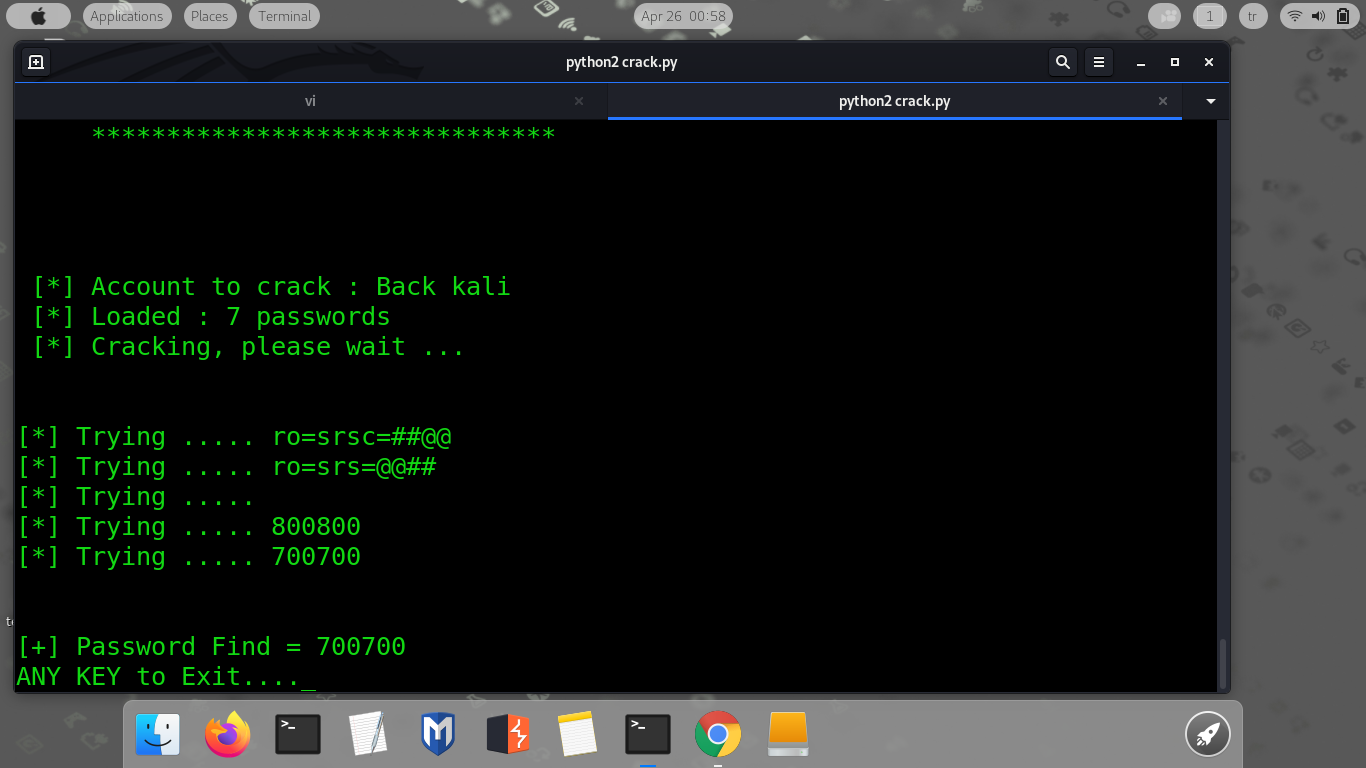 Applications Places Terminal Apr 26 00:58 1 tr
python2 crack.py
vi python2 crack.py
*******************************
[*] Account to crack : Back kali
[*] Loaded : 7 passwords
[*] Cracking, please wait ...
[*] Trying ..... ro=srsc=##@@
[*] Trying ..... ro=srs=@@##
[*] Trying .....
[*] Trying ..... 800800
[*] Trying ..... 700700
[+] Password Find = 700700
ANY KEY to Exit...._